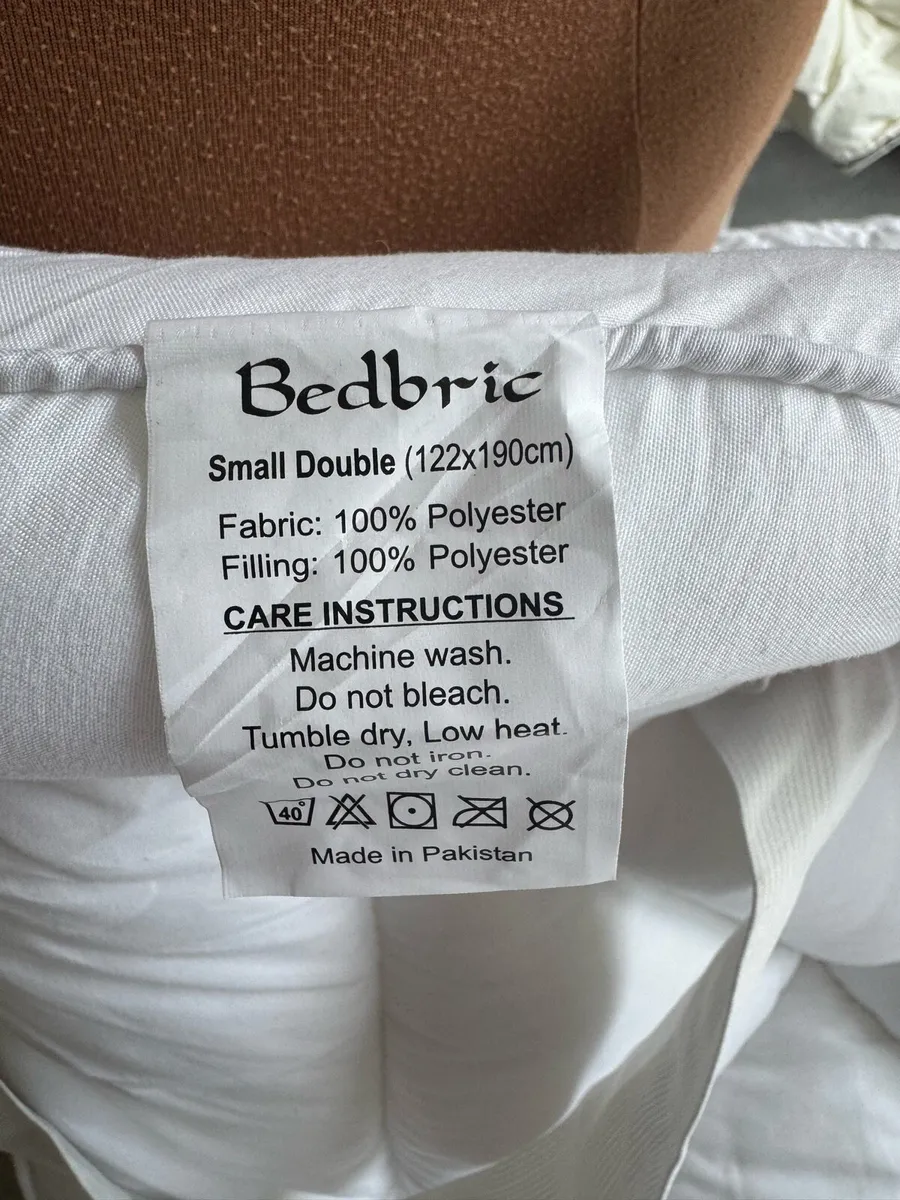 Bedbric
Small Double (122x190cm)
Fabric: 100% Polyester
Filling: 100% Polyester
CARE INSTRUCTIONS
Machine wash.
Do not bleach.
Tumble dry, Low heat.
Do not iron.
Do not dry clean.
40°
Made in Pakistan